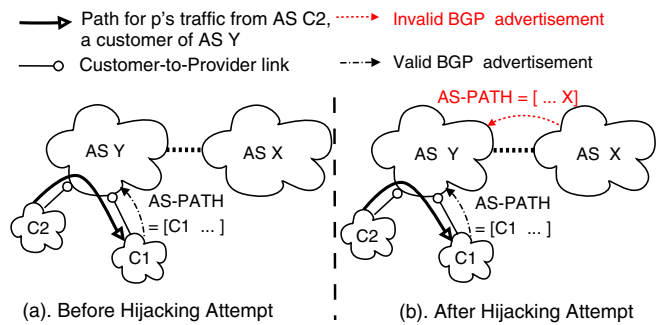 Path for p's traffic from AS C2,
a customer of AS Y
Customer-to-Provider link
Invalid BGP advertisement
Valid BGP advertisement
AS Y
AS X
AS-PATH
= [C1 ... ]
C2
C1
(a). Before Hijacking Attempt
AS-PATH = [ ... X]
AS Y
AS X
AS-PATH
=[C1 ... ]
C2
C1
(b). After Hijacking Attempt